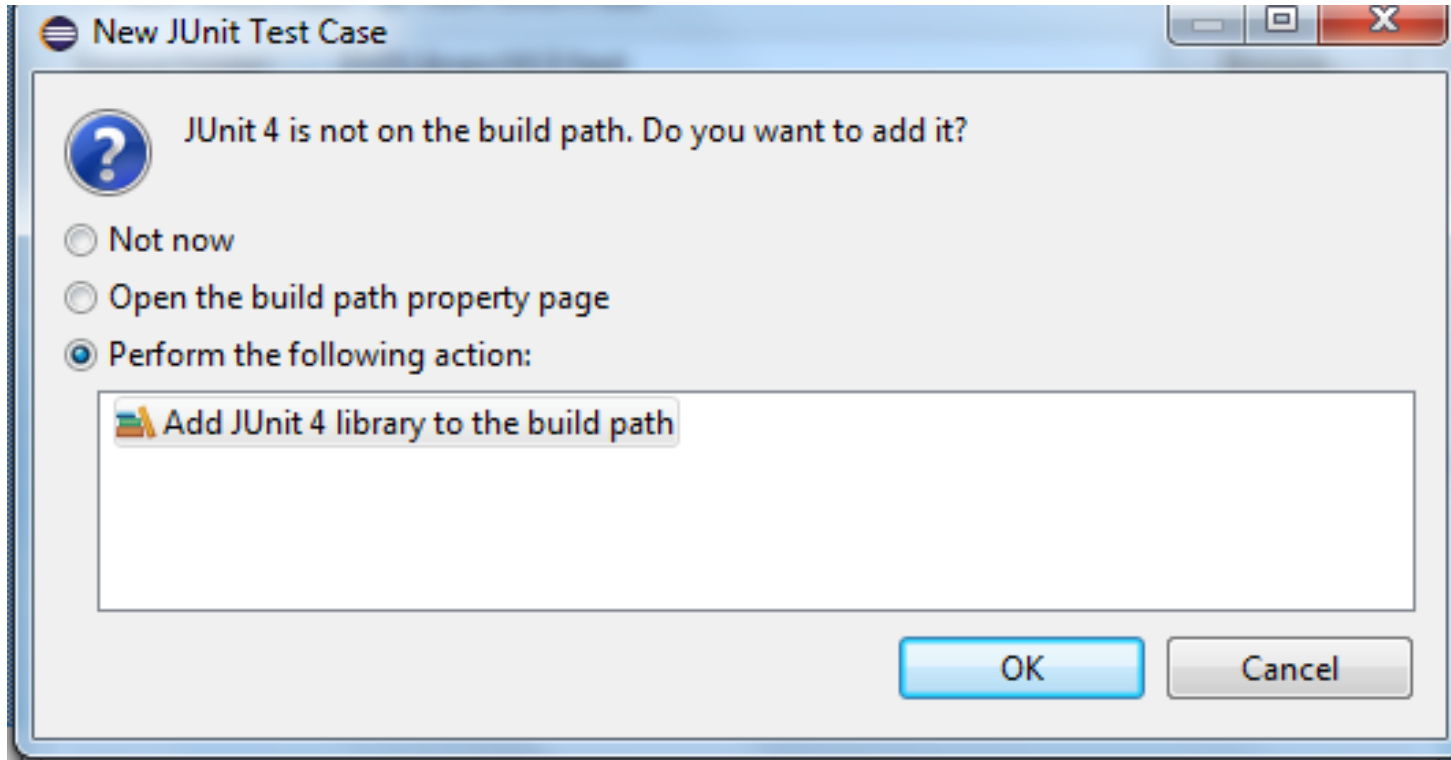 New JUnit Test Case
JUnit 4 is not on the build path. Do you want to add it?
Not now
Open the build path property page
Perform the following action:
Add JUnit 4 library to the build path
OK
Cancel